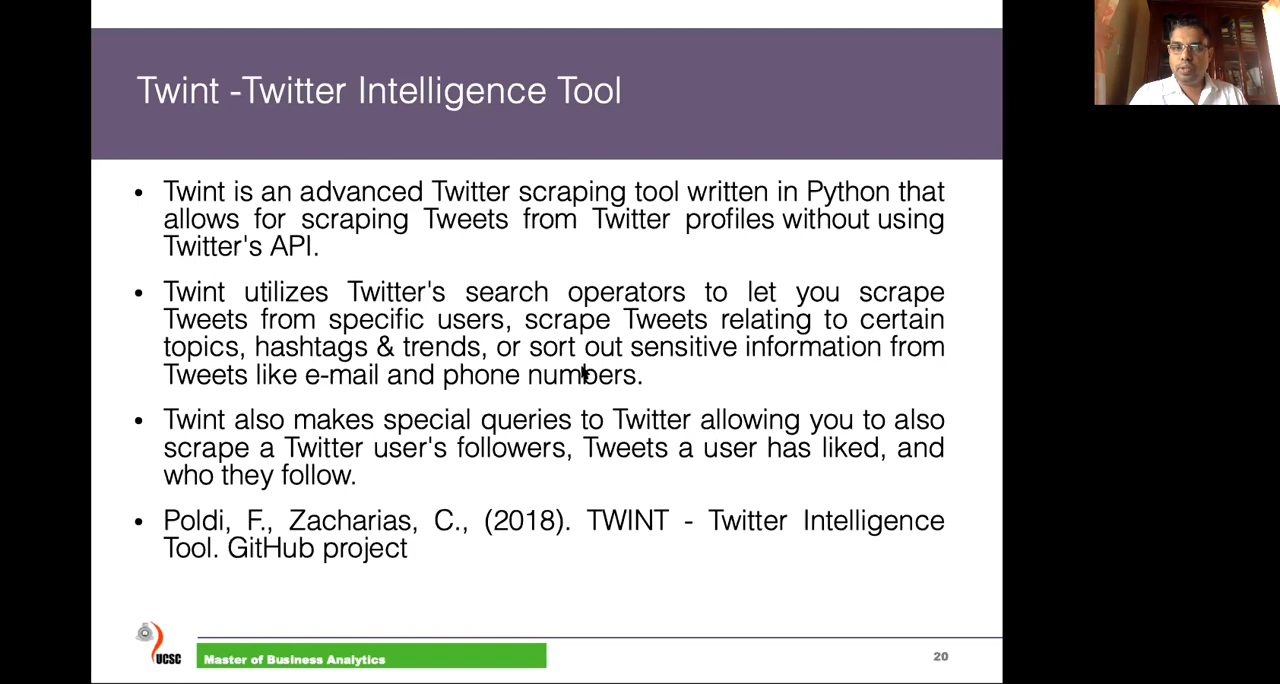 Twint -Twitter Intelligence Tool
• Twint is an advanced Twitter scraping tool written in Python that
allows for scraping Tweets from Twitter profiles without using
Twitter's API.
• Twint utilizes Twitter's search operators to let you scrape
Tweets from specific users, scrape Tweets relating to certain
topics, hashtags & trends, or sort out sensitive information from
Tweets like e-mail and phone numbers.
• Twint also makes special queries to Twitter allowing you to also
scrape a Twitter user's followers, Tweets a user has liked, and
who they follow.
• Poldi, F., Zacharias, C., (2018). TWINT - Twitter Intelligence
Tool. GitHub project
UCSC
Master of Business Analytics
20